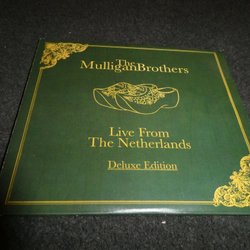 The
MulliganBrothers
Live From
The Netherlands
Deluxe Edition